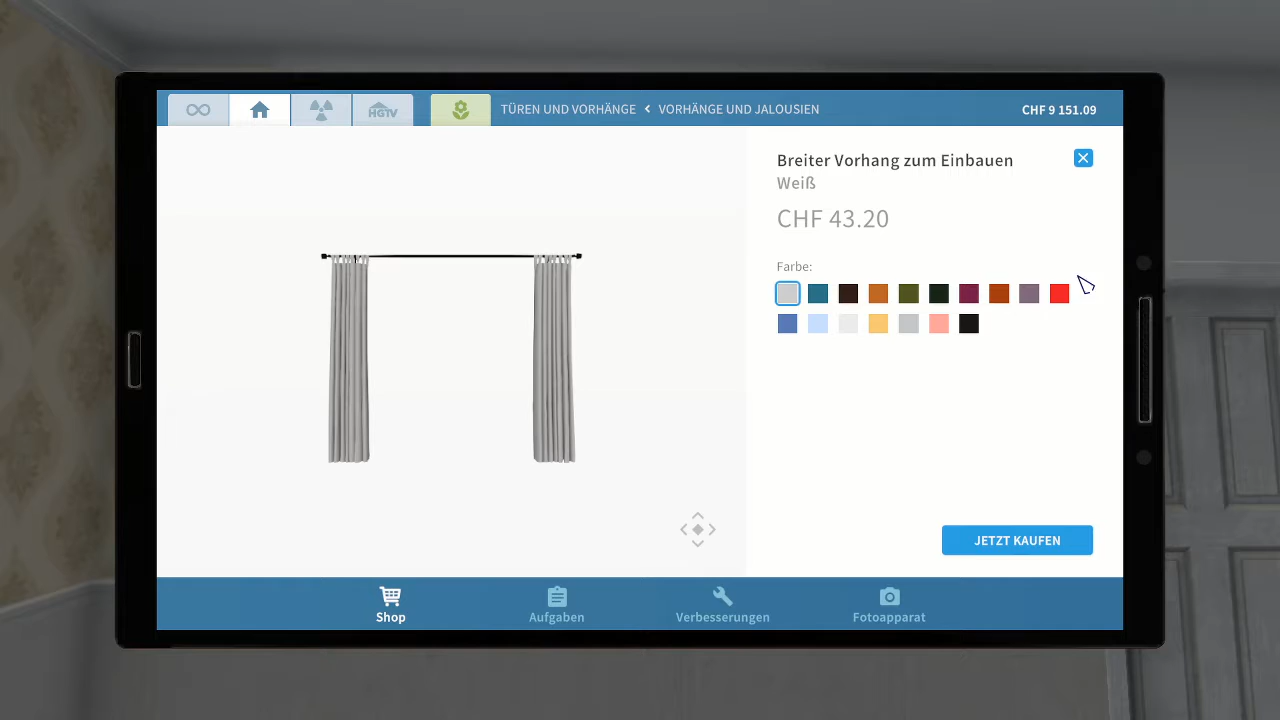 HGTV
TÜREN UND VORHÄNGE
VORHÄNGE UND JALOUSIEN
CHF 9 151.09
Breiter Vorhang zum Einbauen
Weiß
CHF 43.20
Farbe:
JETZT KAUFEN
Shop
Aufgaben
Verbesserungen
Fotoapparat